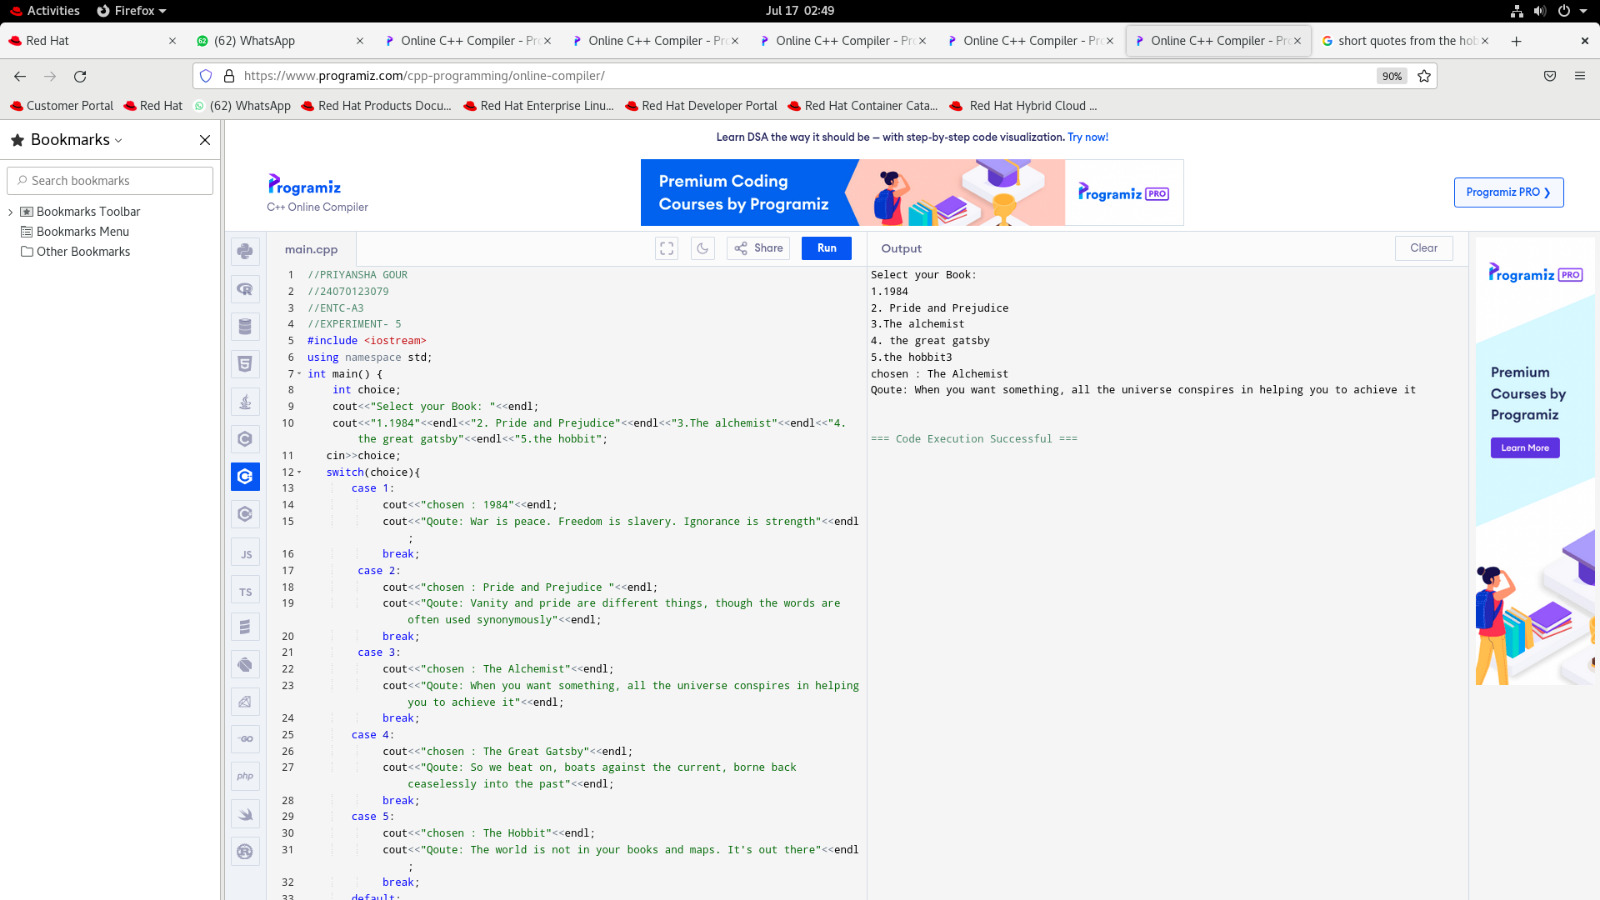 Activities
Firefox
Jul 17 02:49
Red Hat
(62) WhatsApp
Online C++ Compiler - Pro
Online C++ Compiler - Pro
Online C++ Compiler - Pro
Online C++ Compiler - Pro
Online C++ Compiler - Pro
short quotes from the hob
https://www.programiz.com/cpp-programming/online-compiler/
90%
Customer Portal
Red Hat
(62) WhatsApp
Red Hat Products Docu...
Red Hat Enterprise Linu...
Red Hat Developer Portal
Red Hat Container Cata...
Red Hat Hybrid Cloud ...
Bookmarks
Search bookmarks
Bookmarks Toolbar
Bookmarks Menu
Other Bookmarks
Learn DSA the way it should be — with step-by-step code visualization. Try now!
Programiz
C++ Online Compiler
Premium Coding
Courses by Programiz
Programiz PRO
Programiz PRO ❯
main.cpp
Share
Run
Output
Clear
1 //PRIYANSHA GOUR
2 //24070123079
3 //ENTC-A3
4 //EXPERIMENT- 5
5 #include <iostream>
6 using namespace std;
7 int main() {
8 int choice;
9 cout<<"Select your Book: "<<endl;
10 cout<<"1.1984"<<endl<<"2. Pride and Prejudice"<<endl<<"3.The alchemist"<<endl<<"4.
the great gatsby"<<endl<<"5.the hobbit";
11 cin>>choice;
12 switch(choice){
13 case 1:
14 cout<<"chosen : 1984"<<endl;
15 cout<<"Qoute: War is peace. Freedom is slavery. Ignorance is strength"<<endl
;
16 break;
17 case 2:
18 cout<<"chosen : Pride and Prejudice "<<endl;
19 cout<<"Qoute: Vanity and pride are different things, though the words are
often used synonymously"<<endl;
20 break;
21 case 3:
22 cout<<"chosen : The Alchemist"<<endl;
23 cout<<"Qoute: When you want something, all the universe conspires in helping
you to achieve it"<<endl;
24 break;
25 case 4:
26 cout<<"chosen : The Great Gatsby"<<endl;
27 cout<<"Qoute: So we beat on, boats against the current, borne back
ceaselessly into the past"<<endl;
28 break;
29 case 5:
30 cout<<"chosen : The Hobbit"<<endl;
31 cout<<"Qoute: The world is not in your books and maps. It's out there"<<endl
;
32 break;
33 default:
Select your Book:
1.1984
2. Pride and Prejudice
3.The alchemist
4. the great gatsby
5.the hobbit3
chosen : The Alchemist
Qoute: When you want something, all the universe conspires in helping you to achieve it
=== Code Execution Successful ===
Programiz PRO
Premium
Courses by
Programiz
Learn More
JS
TS
GO
php